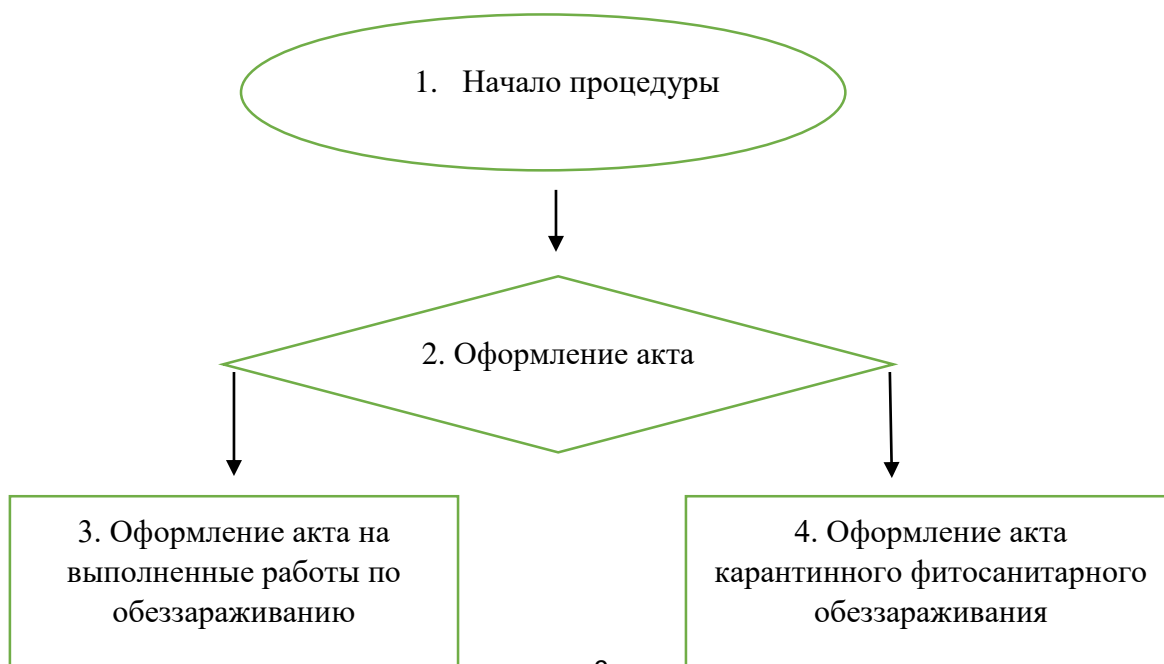 1. Начало процедуры
2. Оформление акта
3. Оформление акта на
выполненные работы по
обеззараживанию
4. Оформление акта
карантинного фитосанитарного
обеззараживания